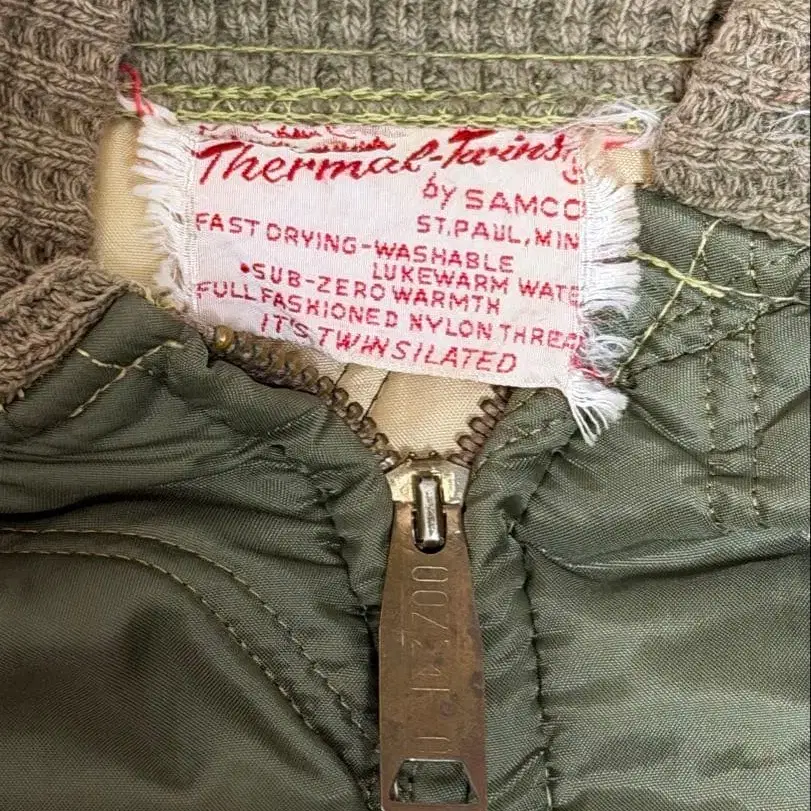 Thermal-Twins
by SAMCO
ST. PAUL, MIN
FAST DRYING-WASHABLE
LUKEWARM WATE
•SUB-ZERO WARMTH
FULL FASHIONED NYLON THREA
IT'S TWINSILATED
CONZ